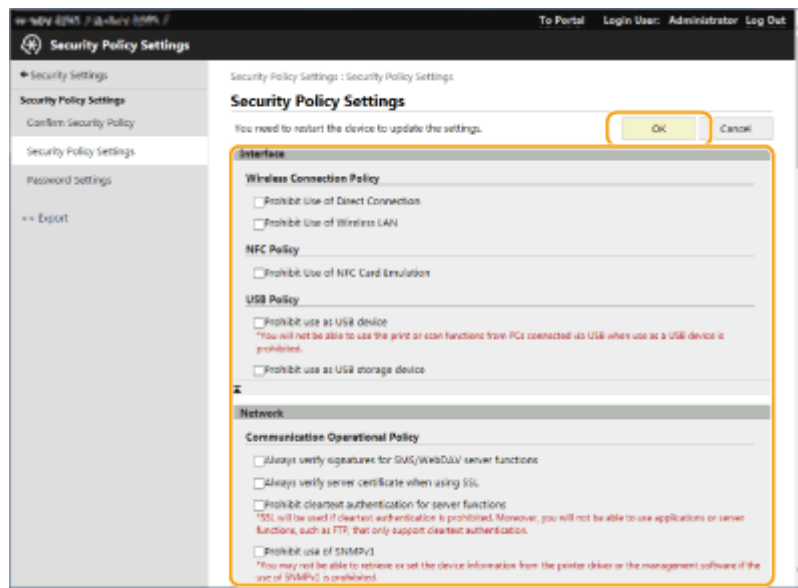 To Portal Login User: Administrator Log Out
Security Policy Settings
Security Settings
Security Policy Settings : Security Policy Settings
Security Policy Settings
Security Policy Settings
Confirm Security Policy
You need to restart the device to update the settings.
OK
Cancel
Security Policy Settings
Password Settings
Export
Interface
Wireless Connection Policy
Prohibit Use of Direct Connection
Prohibit Use of Wireless LAN
NFC Policy
Prohibit Use of NFC Card Emulation
USB Policy
Prohibit use as USB device
*You will not be able to use the print or scan functions from PCs connected via USB when use as a USB device is
prohibited.
Prohibit use as USB storage device
Network
Communication Operational Policy
Always verify signatures for SMS/WebDAV server functions
Always verify server certificate when using SSL
Prohibit cleartext authentication for server functions
*SSL will be used if cleartext authentication is prohibited. Moreover, you will not be able to use applications or server
functions, such as FTP, that only support cleartext authentication.
Prohibit use of SNMPv1
*You may not be able to retrieve or set the device information from the printer driver or the management software if the
use of SNMPv1 is prohibited.